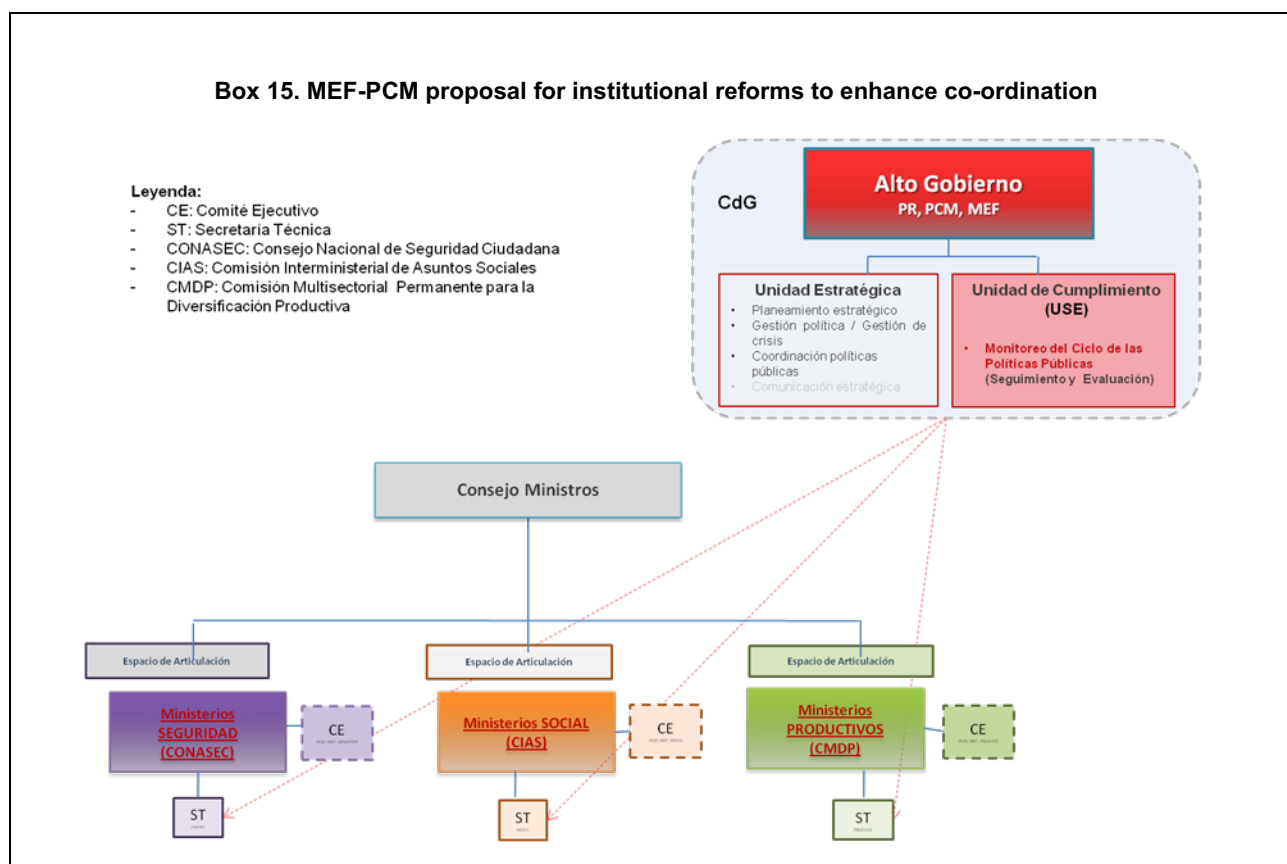 Box 15. MEF-PCM proposal for institutional reforms to enhance co-ordination
Leyenda:
- CE: Comité Ejecutivo
- ST: Secretaría Técnica
- CONASEC: Consejo Nacional de Seguridad Ciudadana
- CIAS: Comisión Interministerial de Asuntos Sociales
- CMDP: Comisión Multisectorial Permanente para la
Diversificación Productiva
CdG
Alto Gobierno
PR, PCM, MEF
Unidad Estratégica
• Planeamiento estratégico
• Gestión política / Gestión de
crisis
• Coordinación políticas
públicas
• Comunicación estratégica
Unidad de Cumplimiento
(USE)
• Monitoreo del Ciclo de las
Políticas Públicas
(Seguimiento y Evaluación)
Consejo Ministros
Espacio de Articulación
Ministerios
SEGURIDAD
(CONASEC)
CE
ST
Espacio de Articulación
Ministerios SOCIAL
(CIAS)
CE
ST
Espacio de Articulación
Ministerios
PRODUCTIVOS
(CMDP)
CE
ST